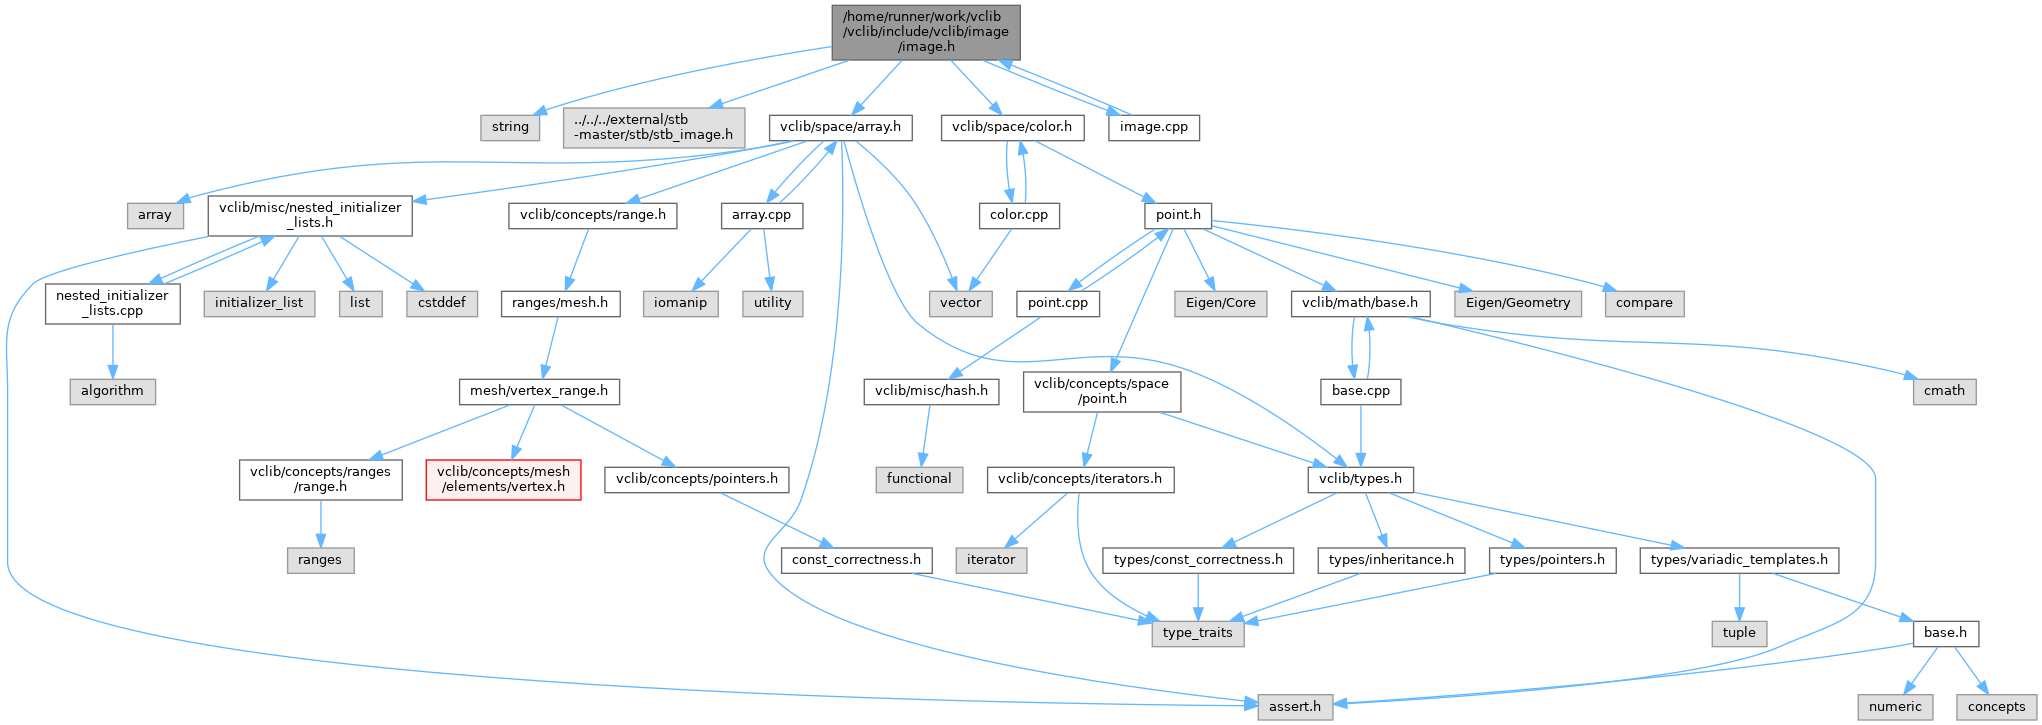 /home/runner/work/vclib
/vclib/include/vclib/image
/image.h
string
../../../external/stb
-master/stb/stb_image.h
vclib/space/array.h
vclib/space/color.h
image.cpp
array
vclib/misc/nested_initializer
_lists.h
vclib/concepts/range.h
array.cpp
color.cpp
point.h
nested_initializer
_lists.cpp
initializer_list
list
cstddef
ranges/mesh.h
iomanip
utility
vector
point.cpp
Eigen/Core
vclib/math/base.h
Eigen/Geometry
compare
algorithm
mesh/vertex_range.h
vclib/misc/hash.h
vclib/concepts/space
/point.h
base.cpp
cmath
vclib/concepts/ranges
/range.h
vclib/concepts/mesh
/elements/vertex.h
vclib/concepts/pointers.h
functional
vclib/concepts/iterators.h
vclib/types.h
ranges
const_correctness.h
iterator
types/const_correctness.h
types/inheritance.h
types/pointers.h
types/variadic_templates.h
type_traits
tuple
base.h
assert.h
numeric
concepts